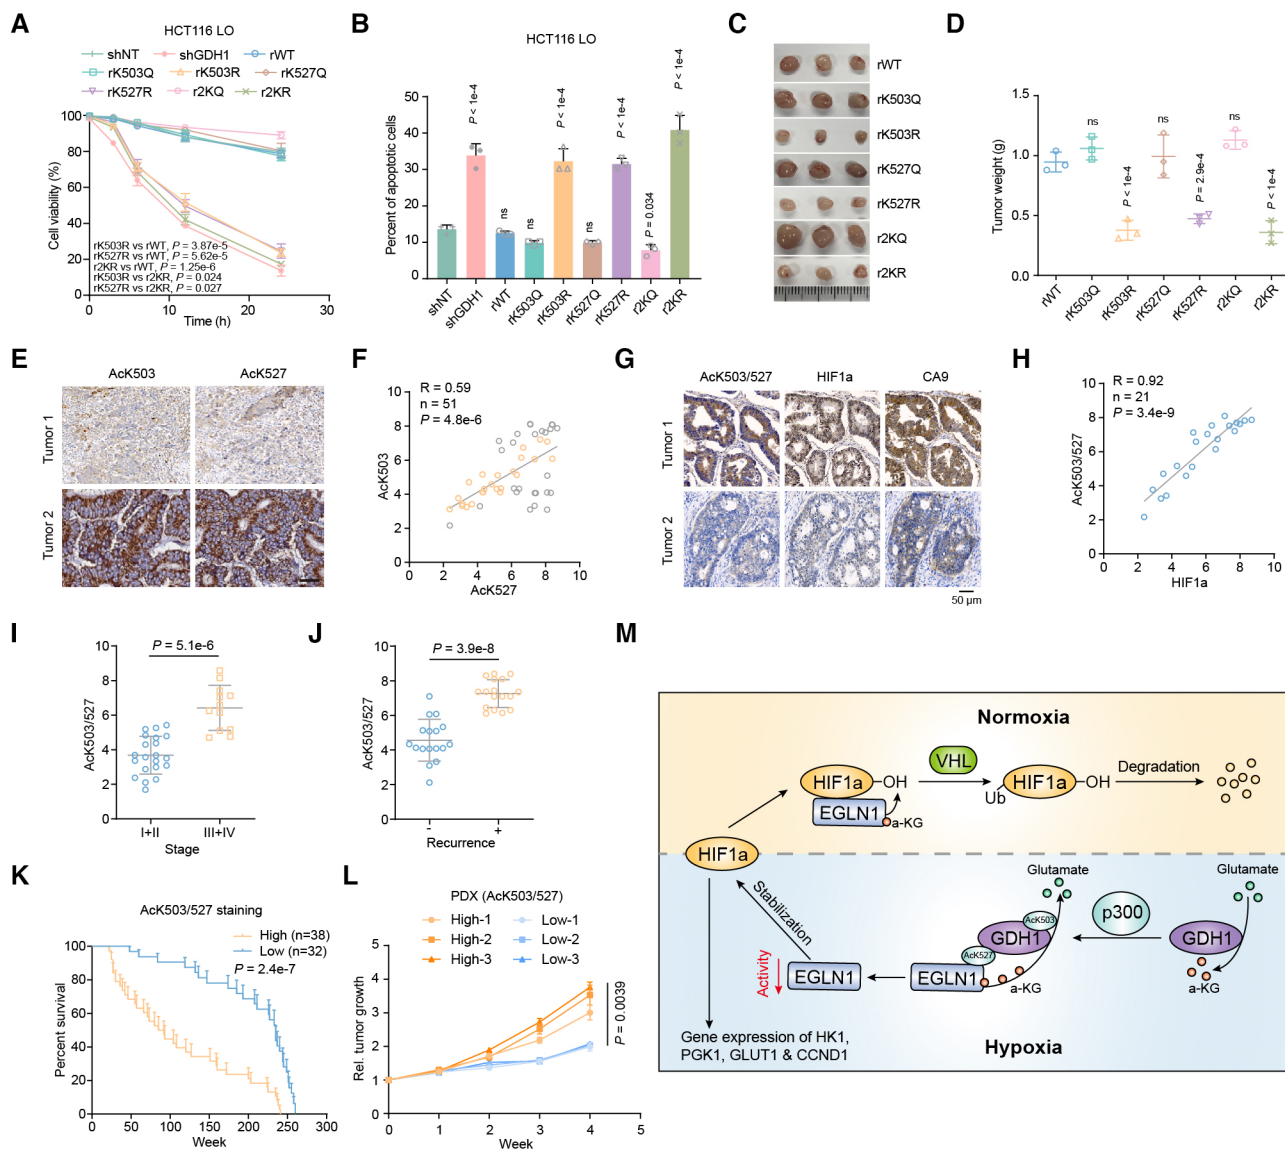 A
HCT116 LO
shNT
shGDH1
rWT
rK503Q
rK503R
rK527Q
rK527R
r2KQ
r2KR
Cell viability (%)
100
80
60
40
20
0
rK503R vs rWT, P = 3.87e-5
rK527R vs rWT, P = 5.62e-5
r2KR vs rWT, P = 1.25e-6
rK503R vs r2KR, P = 0.024
rK527R vs r2KR, P = 0.027
0 10 20 30
Time (h)
B
HCT116 LO
Percent of apoptotic cells
50
40
30
20
10
0
P < 1e-4
ns
ns
P < 1e-4
ns
P < 1e-4
P = 0.034
P < 1e-4
shNT
shGDH1
rWT
rK503Q
rK503R
rK527Q
rK527R
r2KQ
r2KR
C
rWT
rK503Q
rK503R
rK527Q
rK527R
r2KQ
r2KR
D
Tumor weight (g)
1.5
1.0
0.5
0.0
ns
P < 1e-4
ns
P = 2.9e-4
ns
P < 1e-4
rWT
rK503Q
rK503R
rK527Q
rK527R
r2KQ
r2KR
E
AcK503 AcK527
Tumor 1
Tumor 2
F
R = 0.59
n = 51
P = 4.8e-6
AcK503
10
8
6
4
2
0
0 2 4 6 8 10
AcK527
G
AcK503/527 HIF1a CA9
Tumor 1
Tumor 2
50 µm
H
R = 0.92
n = 21
P = 3.4e-9
AcK503/527
10
8
6
4
2
0
0 2 4 6 8 10
HIF1a
I
P = 5.1e-6
AcK503/527
10
8
6
4
2
0
I+II III+IV
Stage
J
P = 3.9e-8
AcK503/527
10
8
6
4
2
0
- +
Recurrence
K
AcK503/527 staining
High (n=38)
Low (n=32)
P = 2.4e-7
Percent survival
100
80
60
40
20
0
0 50 100 150 200 250 300
Week
L
PDX (AcK503/527)
High-1 Low-1
High-2 Low-2
High-3 Low-3
Rel. tumor growth
5
4
3
2
1
0
P = 0.0039
0 1 2 3 4 5
Week
M
Normoxia
HIF1a
OH
EGLN1
a-KG
VHL
Ub
HIF1a
OH
Degradation
HIF1a
Stabilization
Activity
EGLN1
Glutamate
AcK503
GDH1
AcK527
EGLN1
a-KG
p300
Glutamate
GDH1
a-KG
Gene expression of HK1,
PGK1, GLUT1 & CCND1
Hypoxia